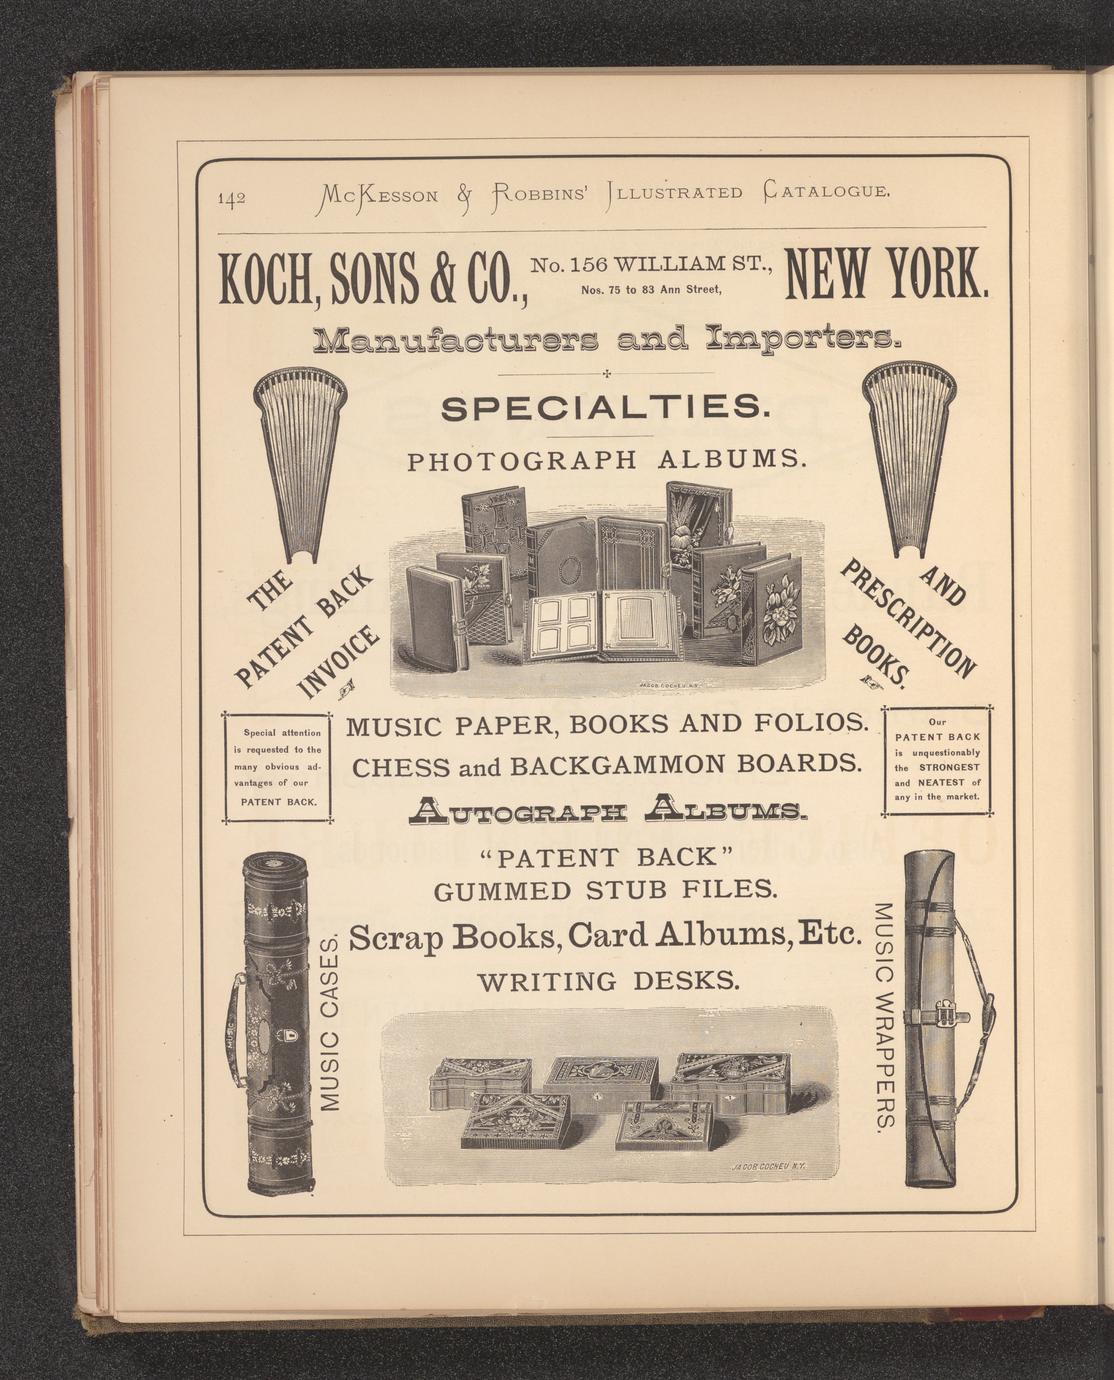 142
McKesson & Robbins' Illustrated Catalogue.
KOCH, SONS & CO.,
No. 156 WILLIAM ST.,
Nos. 75 to 83 Ann Street,
NEW YORK.
Manufacturers and Importers.
SPECIALTIES.
PHOTOGRAPH ALBUMS.
THE
PATENT BACK
INVOICE
AND
PRESCRIPTION
BOOKS.
JACOB COCHEU N.Y.
MUSIC PAPER, BOOKS AND FOLIOS.
CHESS and BACKGAMMON BOARDS.
Special attention
is requested to the
many obvious ad-
vantages of our
PATENT BACK.
Our
PATENT BACK
is unquestionably
the STRONGEST
and NEATEST of
any in the market.
AUTOGRAPH ALBUMS.
"PATENT BACK"
GUMMED STUB FILES.
Scrap Books, Card Albums, Etc.
WRITING DESKS.
MUSIC
MUSIC CASES.
MUSIC WRAPPERS.
JACOB COCHEU N.Y.